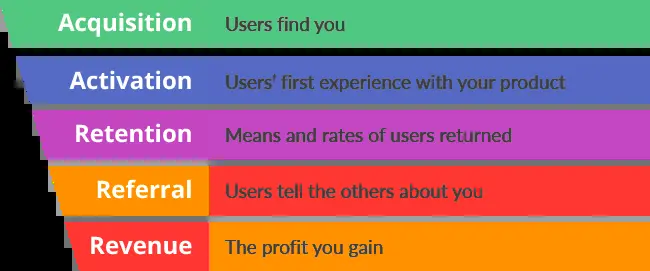 Acquisition Users find you
Activation Users' first experience with your product
Retention Means and rates of users returned
Referral Users tell the others about you
Revenue The profit you gain